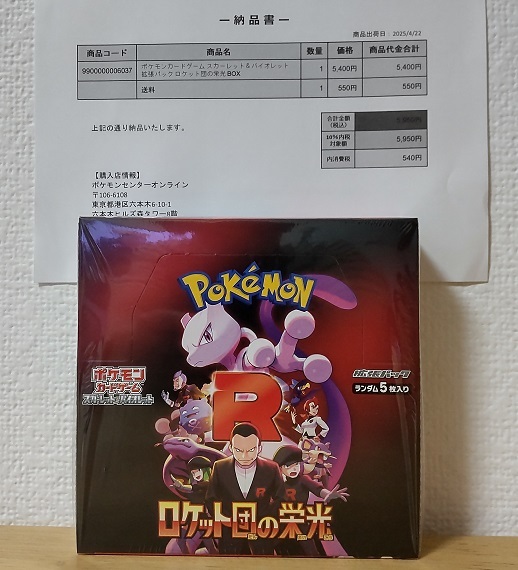 ― 納品書 ―
商品出荷日：2025/4/22
商品コード 商品名 数量 価格 商品代金合計
9900000006037 ポケモンカードゲーム スカーレット＆バイオレット 1 5,400円 5,400円
拡張パック ロケット団の栄光 BOX
送料 1 550円 550円
上記の通り納品いたします。
合計金額
(税込)
10％内税 5,950円
対象額
内消費税 540円
【購入店情報】
ポケモンセンターオンライン
〒106-6108
東京都港区六本木6-10-1
六本木ヒルズ森タワー8階
POKÉMON
ポケモン
カードゲーム
スカーレット&バイオレット
拡張パック
ランダム5枚入り
R
R R
ロケット団の栄光